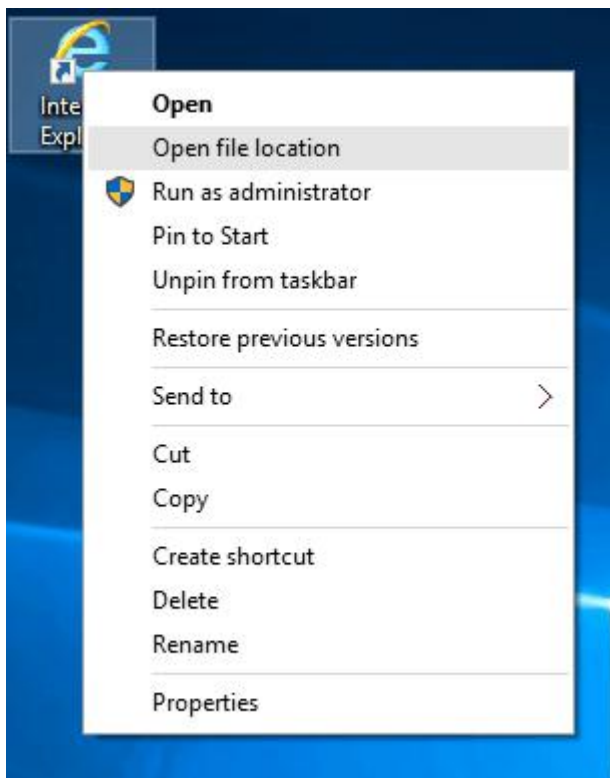 Inte
Expl
Open
Open file location
Run as administrator
Pin to Start
Unpin from taskbar
Restore previous versions
Send to
Cut
Copy
Create shortcut
Delete
Rename
Properties